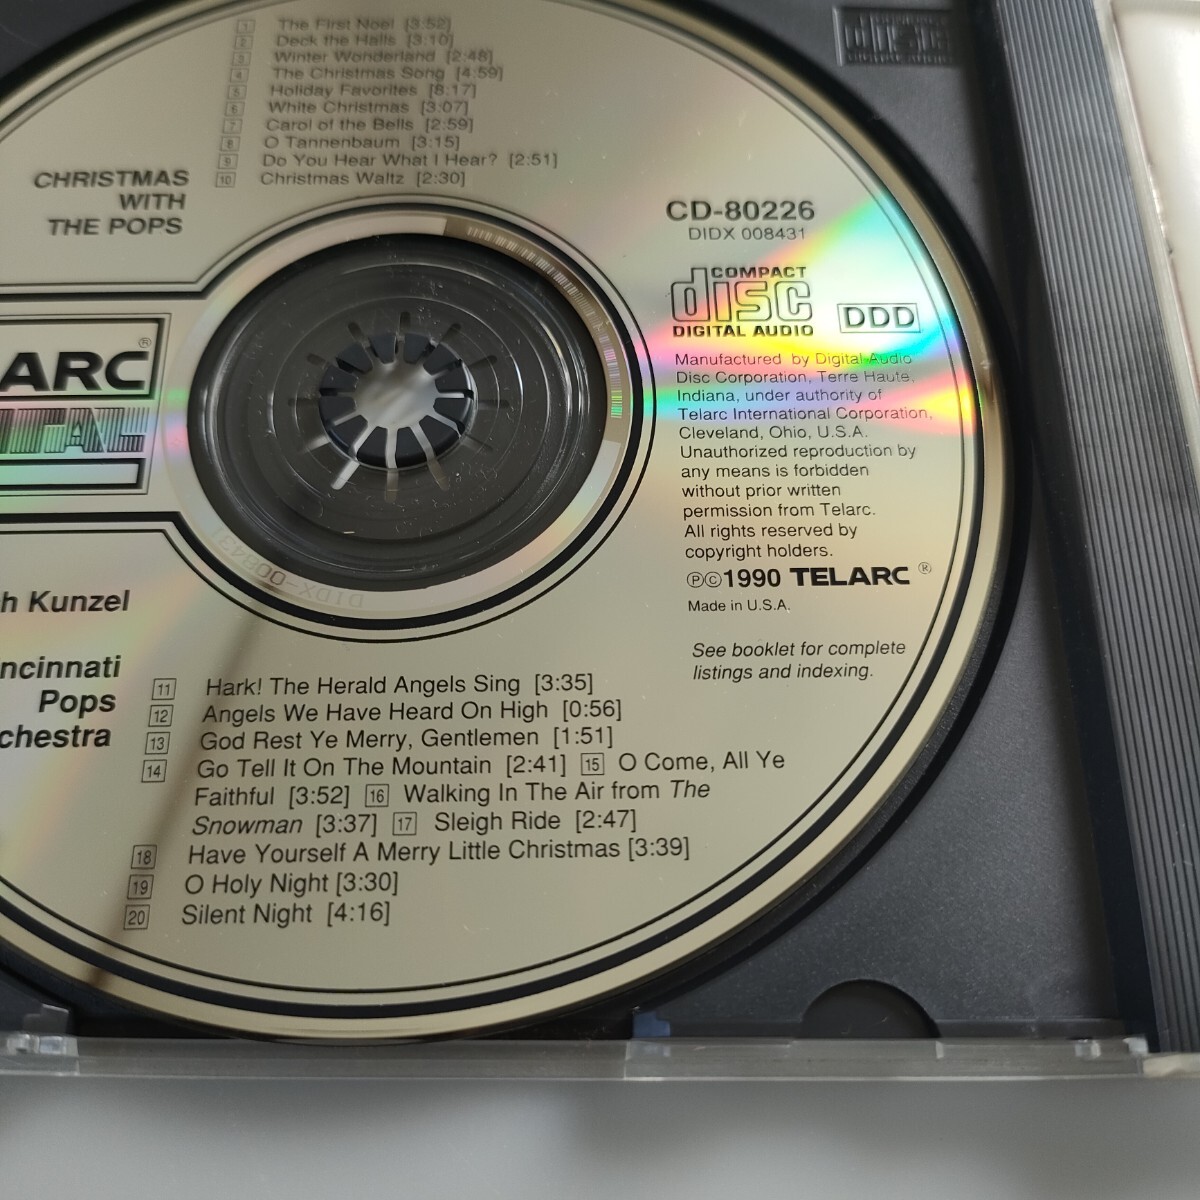 1 The First Noel [3:52]
2 Deck the Halls [3:10]
3 Winter Wonderland [2:48]
4 The Christmas Song [4:59]
5 Holiday Favorites [8:17]
6 White Christmas [3:07]
7 Carol of the Bells [2:59]
8 O Tannenbaum [3:15]
9 Do You Hear What I Hear? [2:51]
10 Christmas Waltz [2:30]
CHRISTMAS
WITH
THE POPS
ARC®
CD-80226
DIDX 008431
COMPACT
disc
DIGITAL AUDIO
DDD
Manufactured by Digital Audio
Disc Corporation, Terre Haute,
Indiana, under authority of
Telarc International Corporation,
Cleveland, Ohio, U.S.A.
Unauthorized reproduction by
any means is forbidden
without prior written
permission from Telarc.
All rights reserved by
copyright holders.
℗©1990 TELARC®
Made in U.S.A.
See booklet for complete
listings and indexing.
h Kunzel
ncinnati
Pops
chestra
11 Hark! The Herald Angels Sing [3:35]
12 Angels We Have Heard On High [0:56]
13 God Rest Ye Merry, Gentlemen [1:51]
14 Go Tell It On The Mountain [2:41] 15 O Come, All Ye
Faithful [3:52] 16 Walking In The Air from The
Snowman [3:37] 17 Sleigh Ride [2:47]
18 Have Yourself A Merry Little Christmas [3:39]
19 O Holy Night [3:30]
20 Silent Night [4:16]